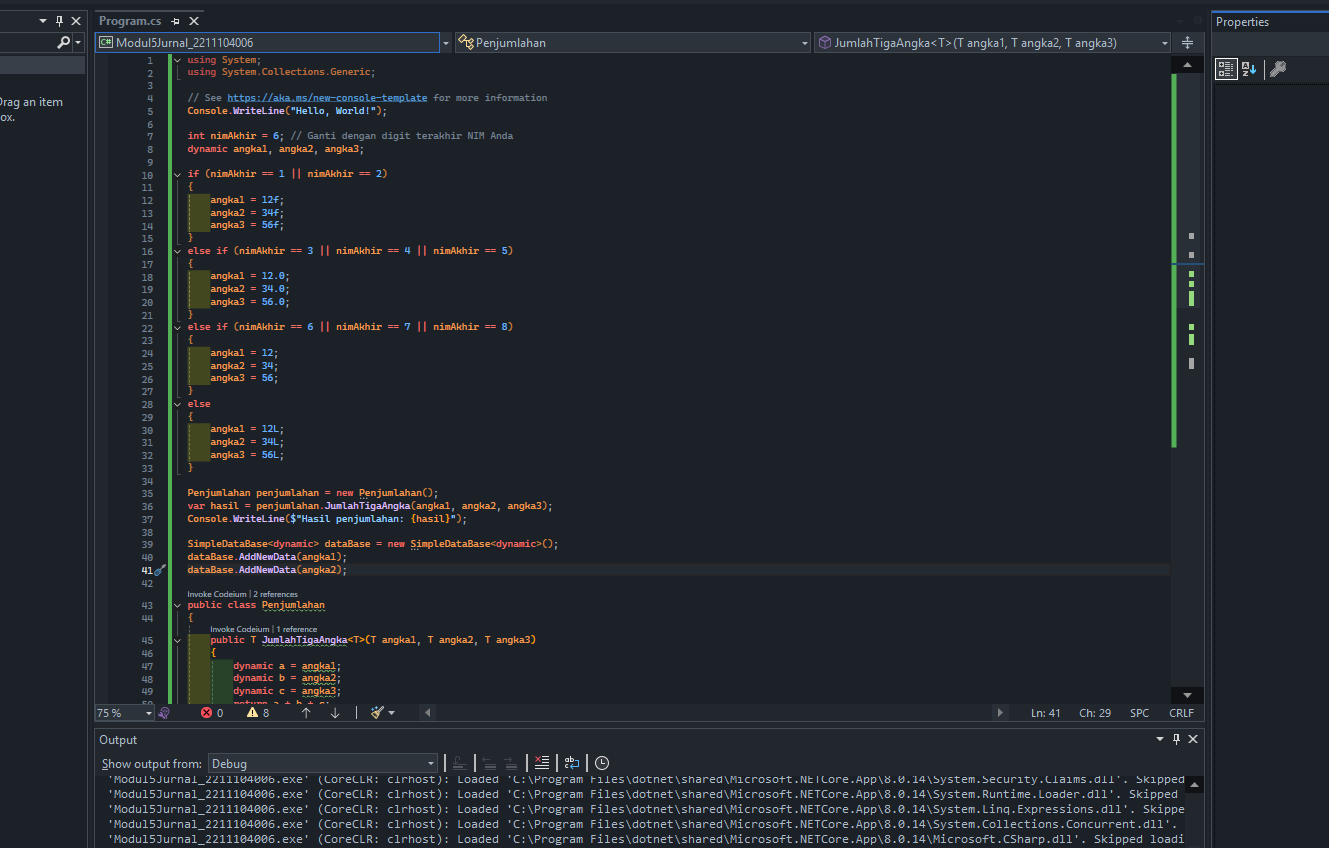 Program.cs
Properties
Modul5Jurnal_2211104006
Penjumlahan
JumlahTigaAngka<T>(T angka1, T angka2, T angka3)
Drag an item
ox.
1 using System;
2 using System.Collections.Generic;
3
4 // See https://aka.ms/new-console-template for more information
5 Console.WriteLine("Hello, World!");
6
7 int nimAkhir = 6; // Ganti dengan digit terakhir NIM Anda
8 dynamic angka1, angka2, angka3;
9
10 if (nimAkhir == 1 || nimAkhir == 2)
11 {
12 angka1 = 12f;
13 angka2 = 34f;
14 angka3 = 56f;
15 }
16 else if (nimAkhir == 3 || nimAkhir == 4 || nimAkhir == 5)
17 {
18 angka1 = 12.0;
19 angka2 = 34.0;
20 angka3 = 56.0;
21 }
22 else if (nimAkhir == 6 || nimAkhir == 7 || nimAkhir == 8)
23 {
24 angka1 = 12;
25 angka2 = 34;
26 angka3 = 56;
27 }
28 else
29 {
30 angka1 = 12L;
31 angka2 = 34L;
32 angka3 = 56L;
33 }
34
35 Penjumlahan penjumlahan = new Penjumlahan();
36 var hasil = penjumlahan.JumlahTigaAngka(angka1, angka2, angka3);
37 Console.WriteLine($"Hasil penjumlahan: {hasil}");
38
39 SimpleDataBase<dynamic> dataBase = new SimpleDataBase<dynamic>();
40 dataBase.AddNewData(angka1);
41 dataBase.AddNewData(angka2);
42
Invoke Codeium | 2 references
43 public class Penjumlahan
44 {
Invoke Codeium | 1 reference
45 public T JumlahTigaAngka<T>(T angka1, T angka2, T angka3)
46 {
47 dynamic a = angka1;
48 dynamic b = angka2;
49 dynamic c = angka3;
50 return a + b + c;
75 % 0 8 Ln: 41 Ch: 29 SPC CRLF
Output
Show output from: Debug
'Modul5Jurnal_2211104006.exe' (CoreCLR: clrhost): Loaded 'C:\Program Files\dotnet\shared\Microsoft.NETCore.App\8.0.14\System.Security.Claims.dll'. Skipped
'Modul5Jurnal_2211104006.exe' (CoreCLR: clrhost): Loaded 'C:\Program Files\dotnet\shared\Microsoft.NETCore.App\8.0.14\System.Runtime.Loader.dll'. Skipped
'Modul5Jurnal_2211104006.exe' (CoreCLR: clrhost): Loaded 'C:\Program Files\dotnet\shared\Microsoft.NETCore.App\8.0.14\System.Linq.Expressions.dll'. Skippe
'Modul5Jurnal_2211104006.exe' (CoreCLR: clrhost): Loaded 'C:\Program Files\dotnet\shared\Microsoft.NETCore.App\8.0.14\System.Collections.Concurrent.dll'.
'Modul5Jurnal_2211104006.exe' (CoreCLR: clrhost): Loaded 'C:\Program Files\dotnet\shared\Microsoft.NETCore.App\8.0.14\Microsoft.CSharp.dll'. Skipped loadi